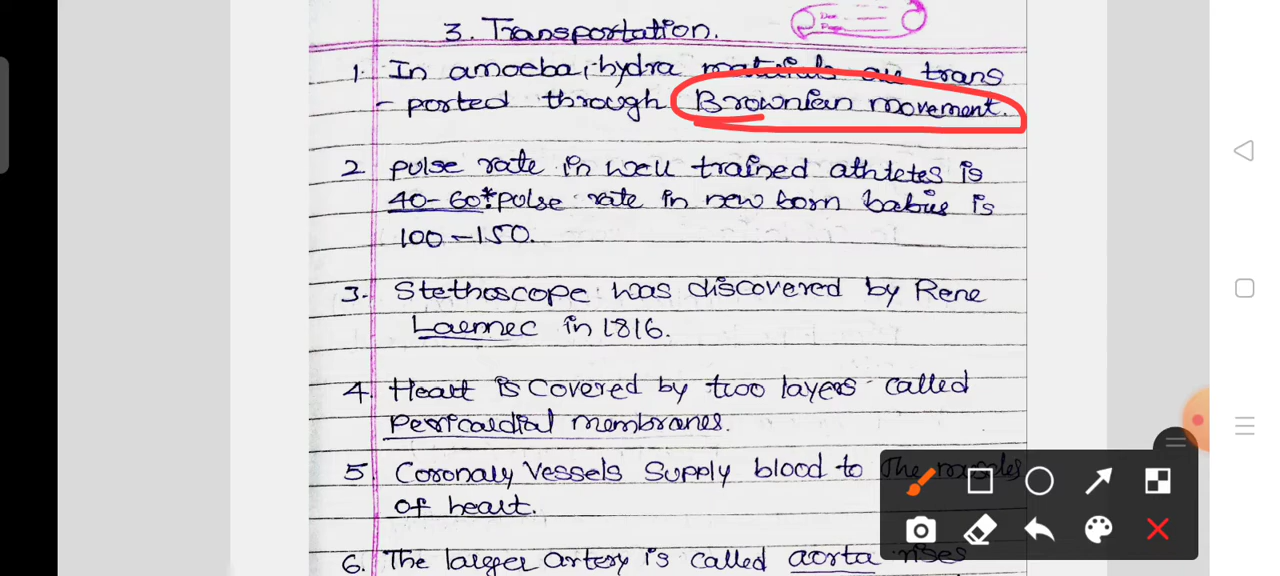 3. Transportation.
1. In amoeba, hydra materials are trans
- ported through Brownian movement.
2 pulse rate in well trained athletes is
40-60* pulse rate in new born babies is
100-150.
3. Stethoscope was discovered by Rene
Laennec in 1816.
4. Heart is covered by two layers called
Pericardial membranes.
5 Coronary Vessels supply blood to the muscles
of heart.
6. The larger artery is called aorta rises